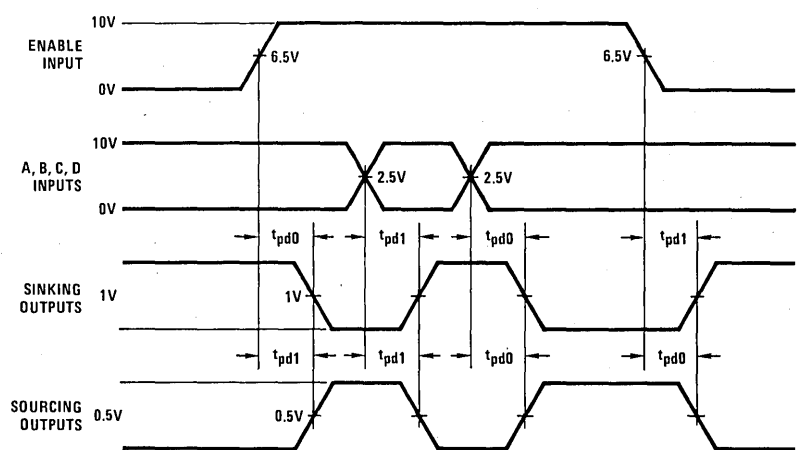 10V
ENABLE
INPUT
6.5V
6.5V
0V
10V
A, B, C, D
INPUTS
2.5V
2.5V
0V
tpd0
tpd1
tpd0
tpd1
SINKING
OUTPUTS
1V
1V
tpd1
tpd1
tpd0
tpd0
SOURCING
OUTPUTS
0.5V
0.5V